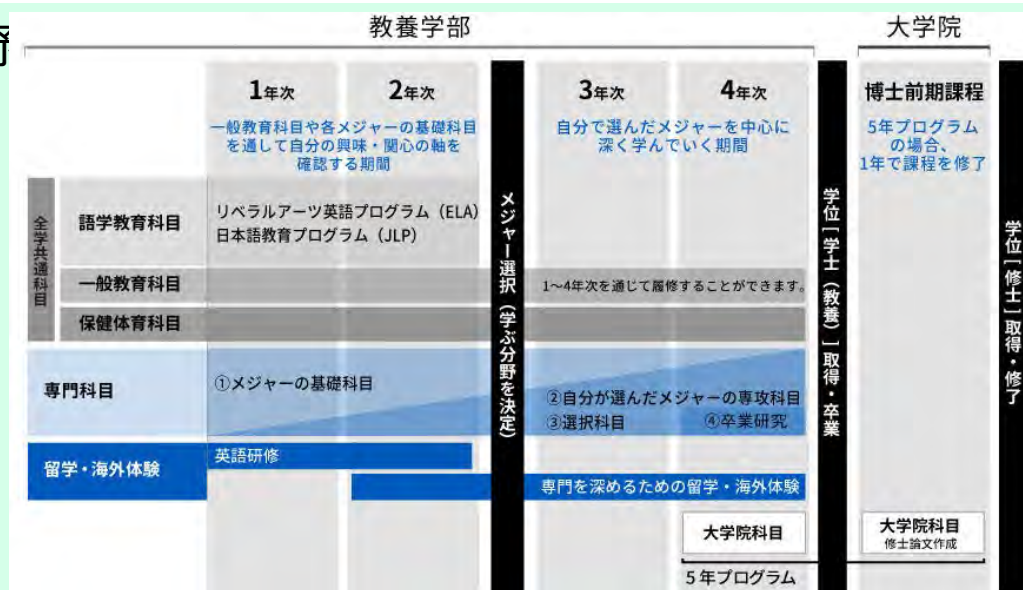 教養学部
大学院
1年次
2年次
3年次
4年次
博士前期課程
一般教育科目や各メジャーの基礎科目
を通して自分の興味・関心の軸を
確認する期間
自分で選んだメジャーを中心に
深く学んでいく期間
5年プログラム
の場合、
1年で課程を修了
全学共通科目
語学教育科目
リベラルアーツ英語プログラム（ELA）
日本語教育プログラム（JLP）
一般教育科目
1〜4年次を通じて履修することができます。
保健体育科目
メジャー選択（学ぶ分野を決定）
学位［学士（教養）］取得・卒業
学位［修士］取得・修了
専門科目
①メジャーの基礎科目
②自分が選んだメジャーの専攻科目
③選択科目
④卒業研究
留学・海外体験
英語研修
専門を深めるための留学・海外体験
大学院科目
大学院科目
修士論文作成
5年プログラム